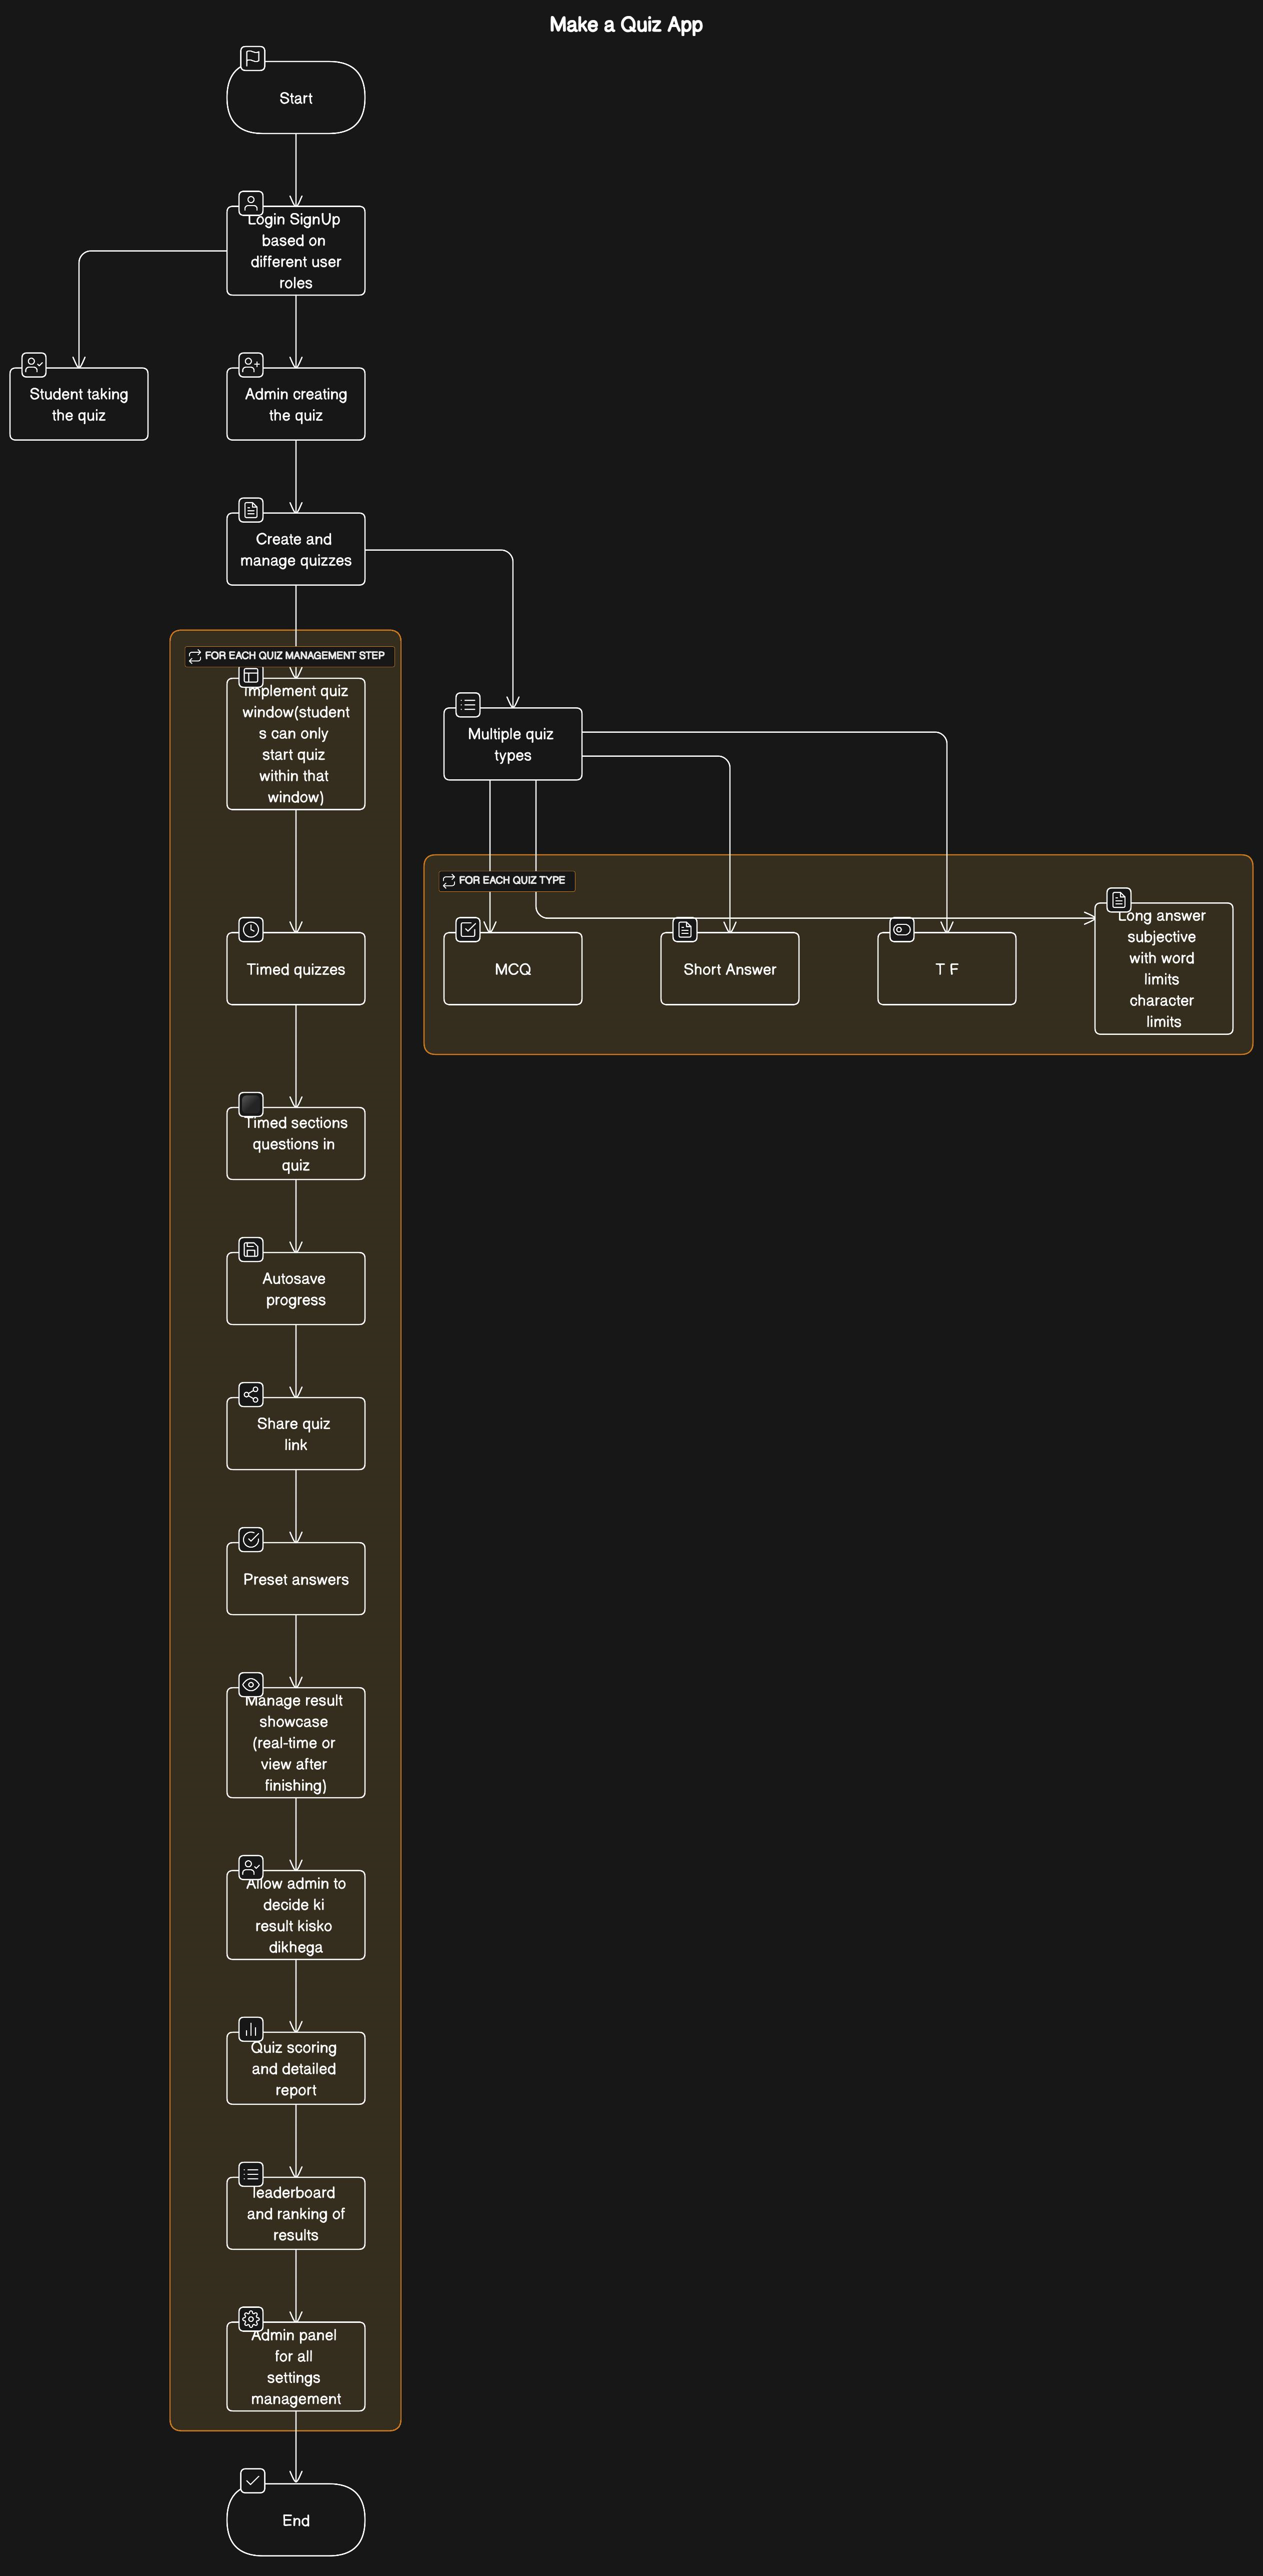 Make a Quiz App
Start
Login SignUp
based on
different user
roles
Student taking
the quiz
Admin creating
the quiz
Create and
manage quizzes
FOR EACH QUIZ MANAGEMENT STEP
Implement quiz
window(student
s can only
start quiz
within that
window)
Multiple quiz
types
FOR EACH QUIZ TYPE
MCQ
Short Answer
T F
Long answer
subjective
with word
limits
character
limits
Timed quizzes
Timed sections
questions in
quiz
Autosave
progress
Share quiz
link
Preset answers
Manage result
showcase
(real-time or
view after
finishing)
Allow admin to
decide ki
result kisko
dikhega
Quiz scoring
and detailed
report
leaderboard
and ranking of
results
Admin panel
for all
settings
management
End